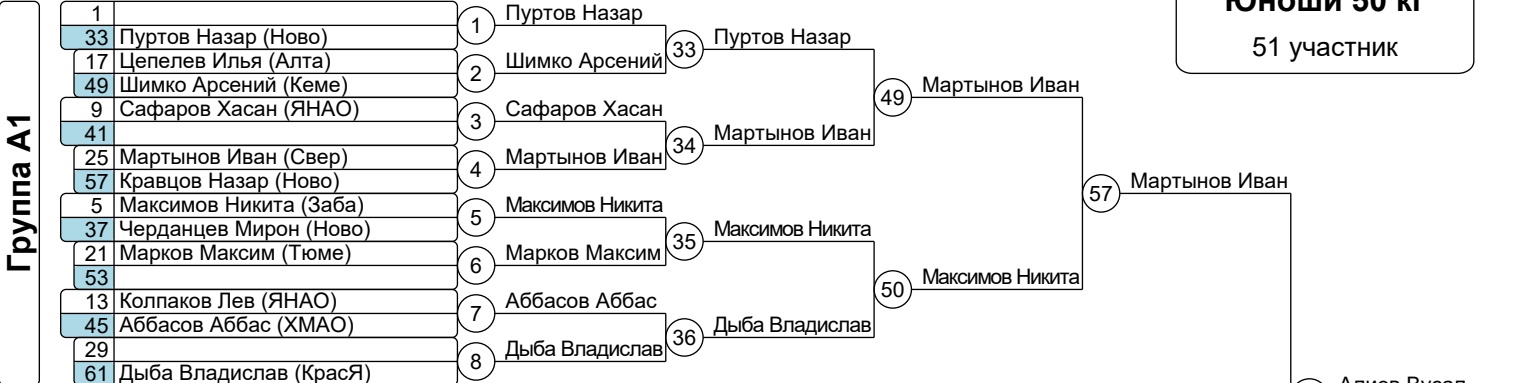 Группа А1
Юноши 50 кг
51 участник
1
33 Пуртов Назар (Ново)
17 Цепелев Илья (Алта)
49 Шимко Арсений (Кеме)
9 Сафаров Хасан (ЯНАО)
41
25 Мартынов Иван (Свер)
57 Кравцов Назар (Ново)
5 Максимов Никита (Заба)
37 Черданцев Мирон (Ново)
21 Марков Максим (Тюме)
53
13 Колпаков Лев (ЯНАО)
45 Аббасов Аббас (ХМАО)
29
61 Дыба Владислав (КрасЯ)
1 Пуртов Назар
2 Шимко Арсений
3 Сафаров Хасан
4 Мартынов Иван
5 Максимов Никита
6 Марков Максим
7 Аббасов Аббас
8 Дыба Владислав
33 Пуртов Назар
34 Мартынов Иван
35 Максимов Никита
36 Дыба Владислав
49 Мартынов Иван
50 Максимов Никита
57 Мартынов Иван
Алиев Вусал